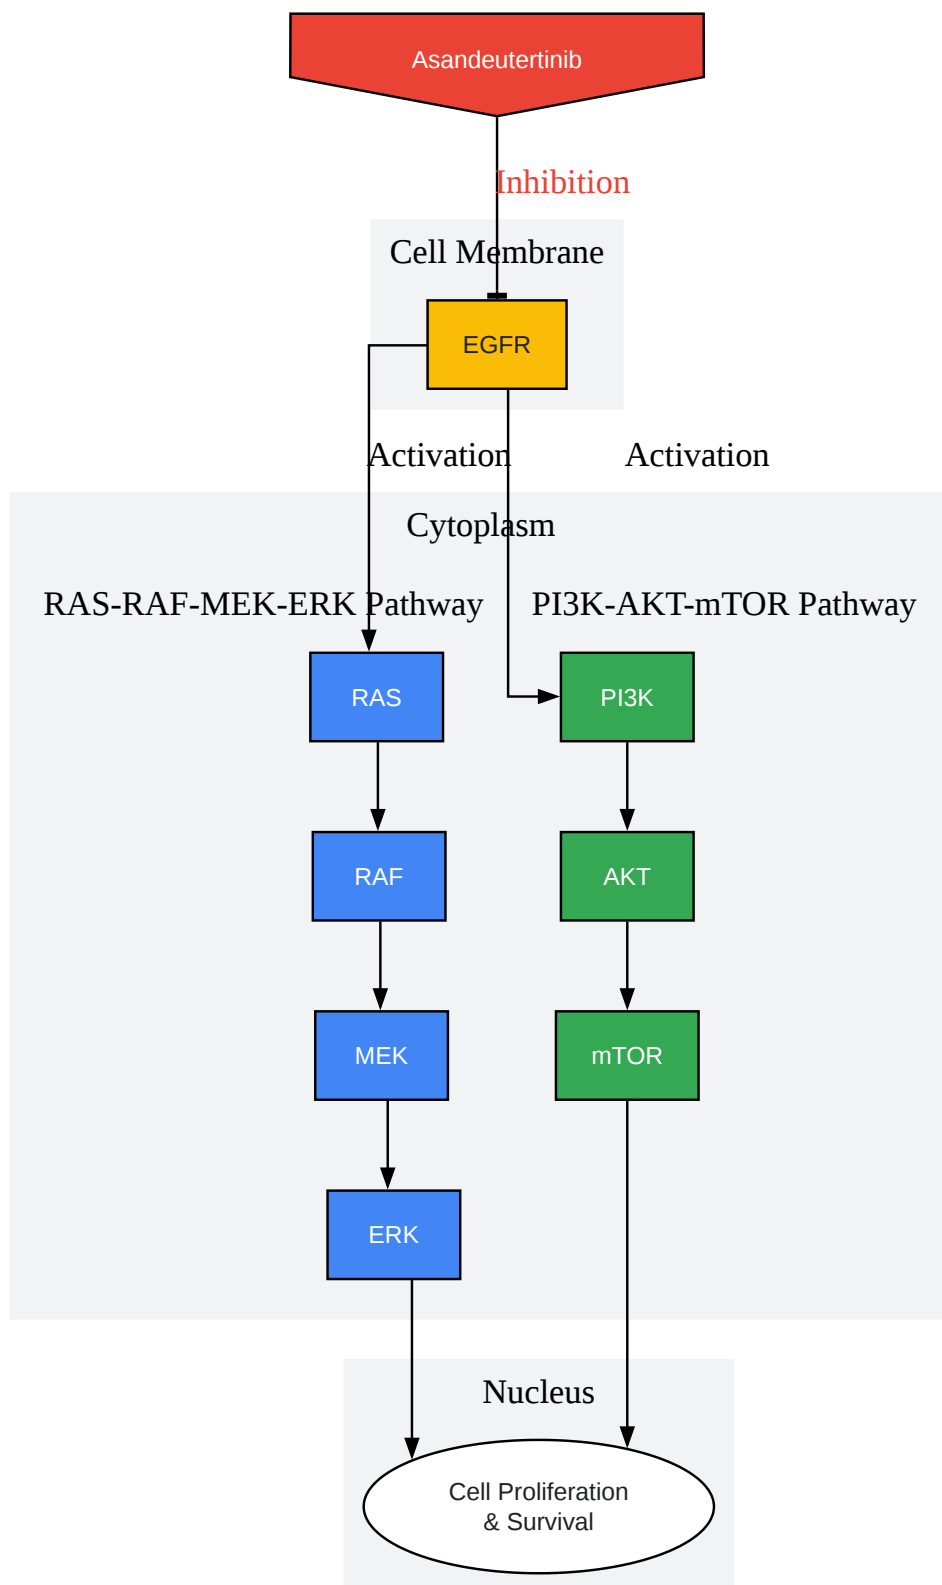 Asandeutertinib
Inhibition
Cell Membrane
EGFR
Activation
Activation
Cytoplasm
RAS-RAF-MEK-ERK Pathway
PI3K-AKT-mTOR Pathway
RAS
PI3K
RAF
AKT
MEK
mTOR
ERK
Nucleus
Cell Proliferation
& Survival